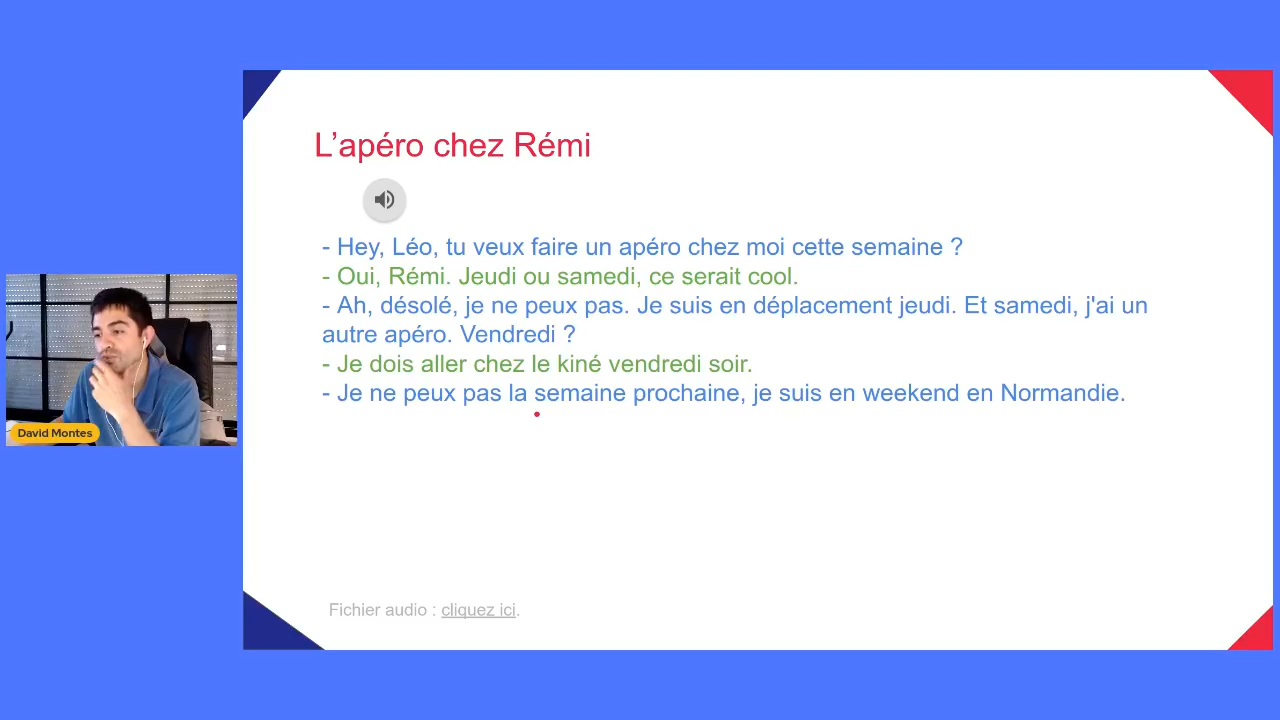 L’apéro chez Rémi
- Hey, Léo, tu veux faire un apéro chez moi cette semaine ?
- Oui, Rémi. Jeudi ou samedi, ce serait cool.
- Ah, désolé, je ne peux pas. Je suis en déplacement jeudi. Et samedi, j'ai un
autre apéro. Vendredi ?
- Je dois aller chez le kiné vendredi soir.
- Je ne peux pas la semaine prochaine, je suis en weekend en Normandie.
David Montes
Fichier audio : cliquez ici.